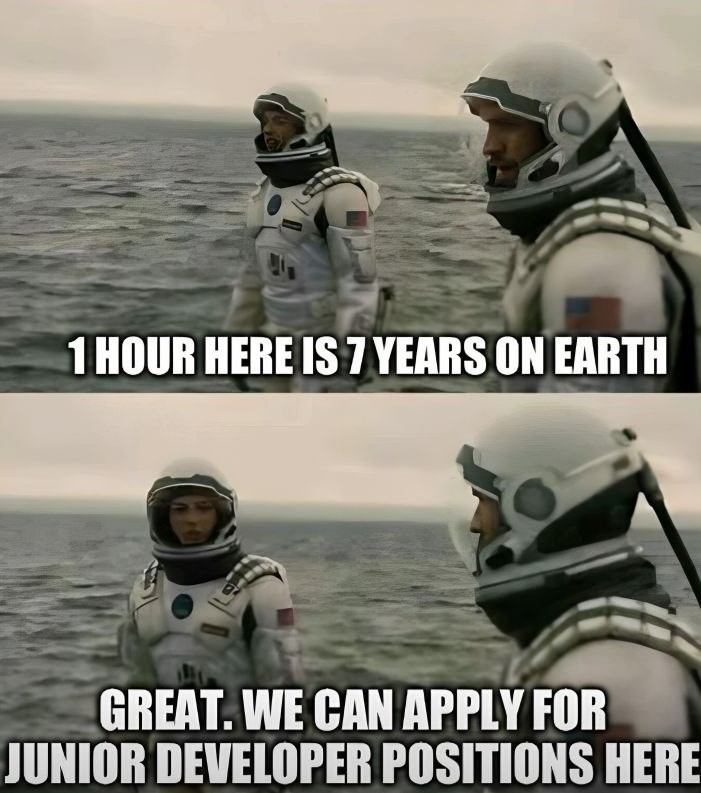 1 HOUR HERE IS 7 YEARS ON EARTH
GREAT. WE CAN APPLY FOR
JUNIOR DEVELOPER POSITIONS HERE